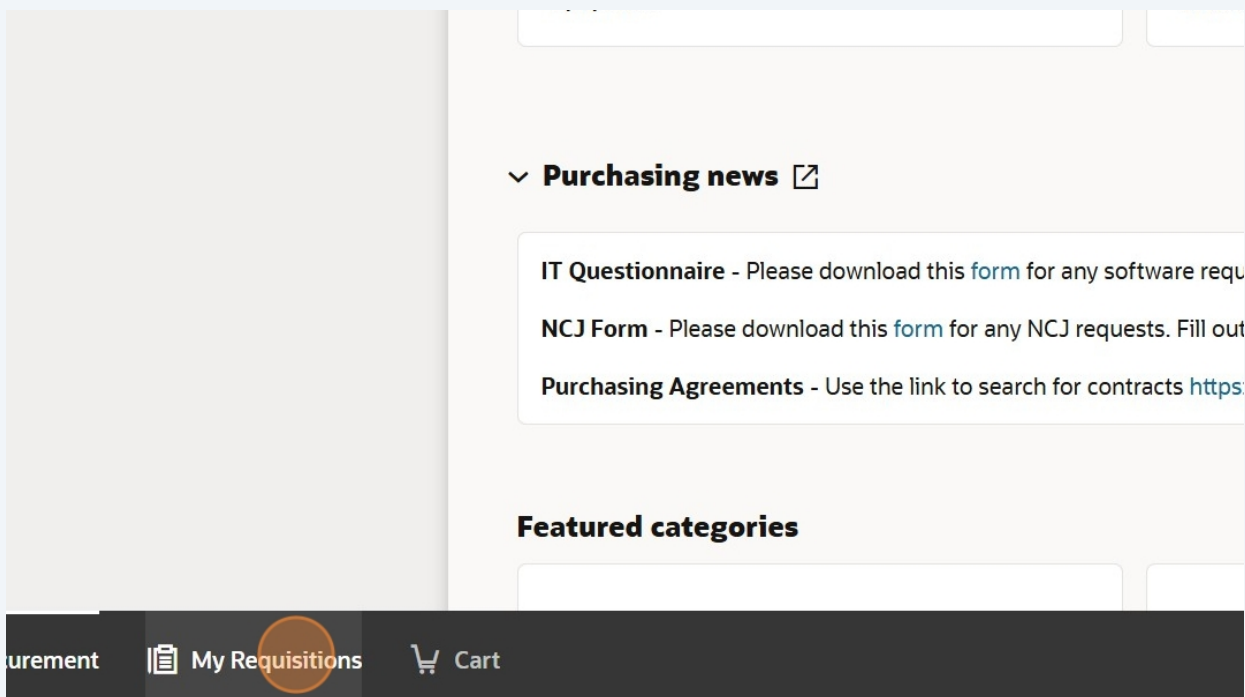 Purchasing news
IT Questionnaire - Please download this form for any software requ
NCJ Form - Please download this form for any NCJ requests. Fill out
Purchasing Agreements - Use the link to search for contracts https:
Featured categories
urement My Requisitions Cart